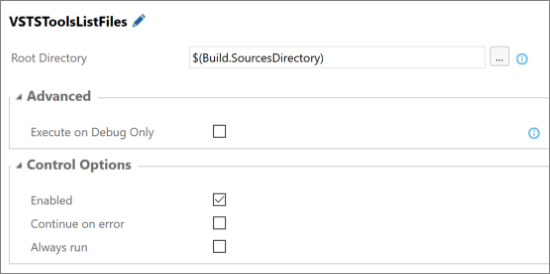 VSTSToolsListFiles
Root Directory $(Build.SourcesDirectory) ...
Advanced
Execute on Debug Only
Control Options
Enabled
Continue on error
Always run